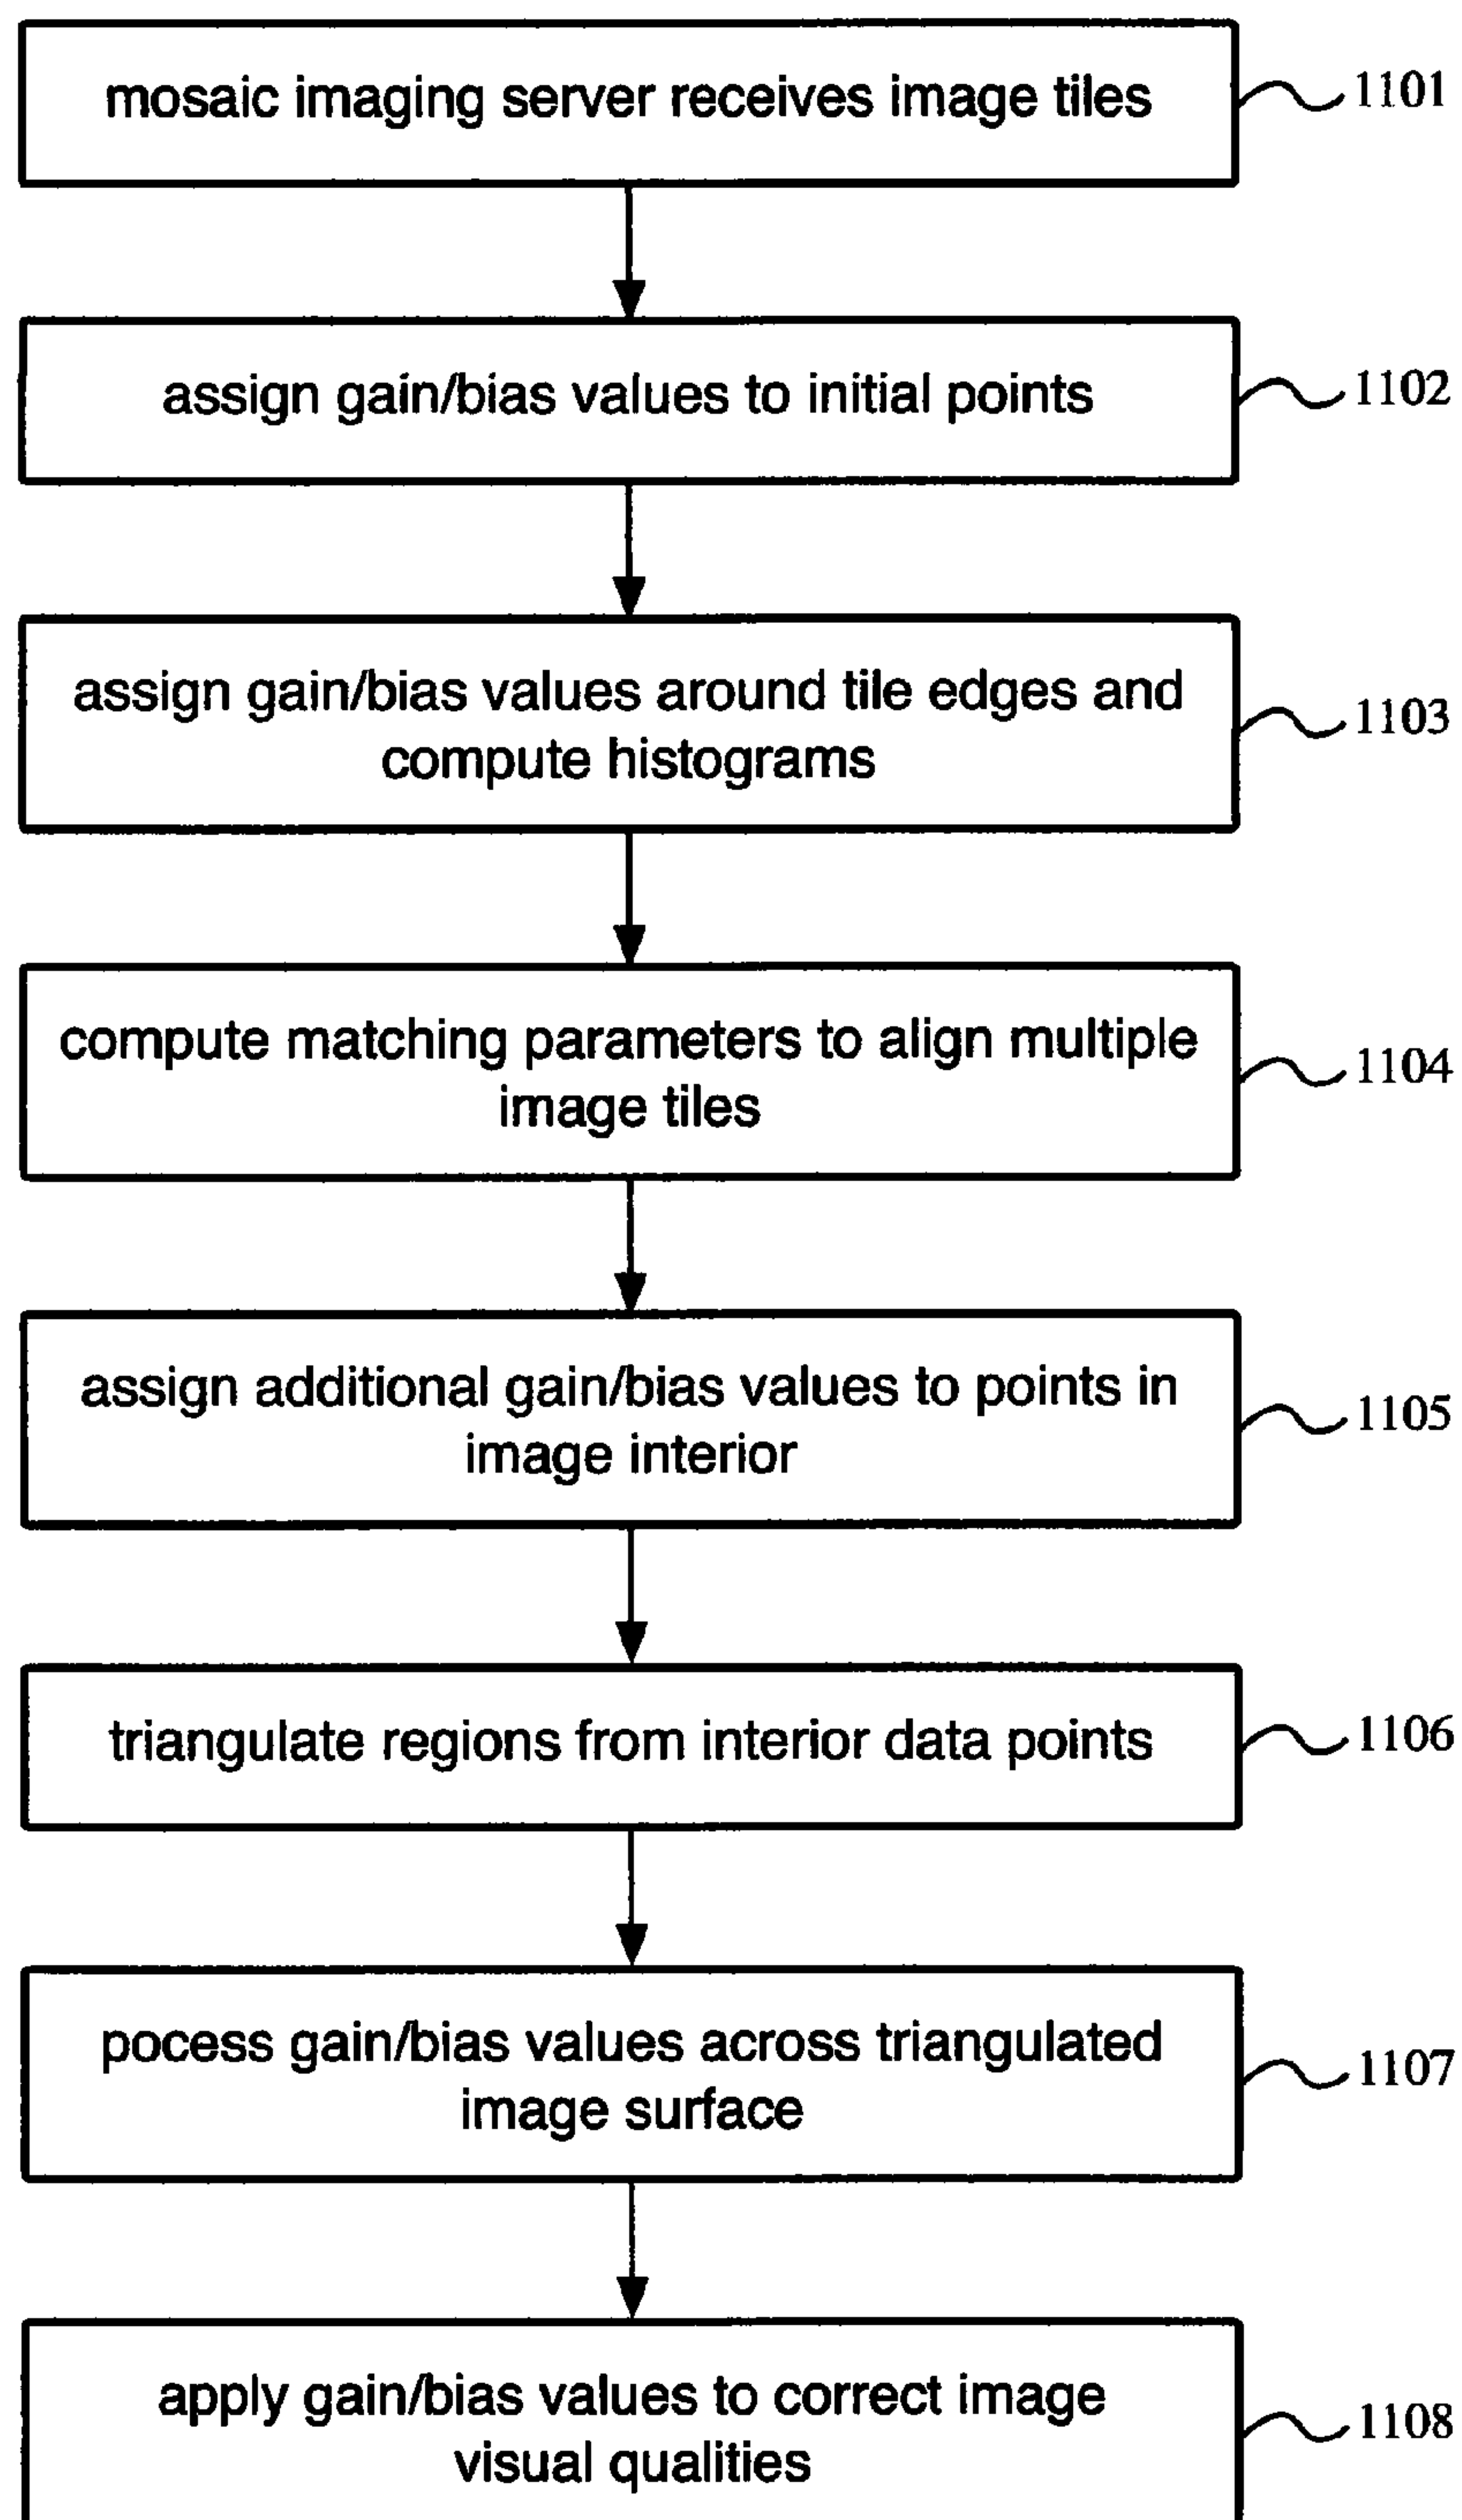 mosaic imaging server receives image tiles
1101
assign gain/bias values to initial points
1102
assign gain/bias values around tile edges and
compute histograms
1103
compute matching parameters to align multiple
image tiles
1104
assign additional gain/bias values to points in
image interior
1105
triangulate regions from interior data points
1106
pocess gain/bias values across triangulated
image surface
1107
apply gain/bias values to correct image
visual qualities
1108